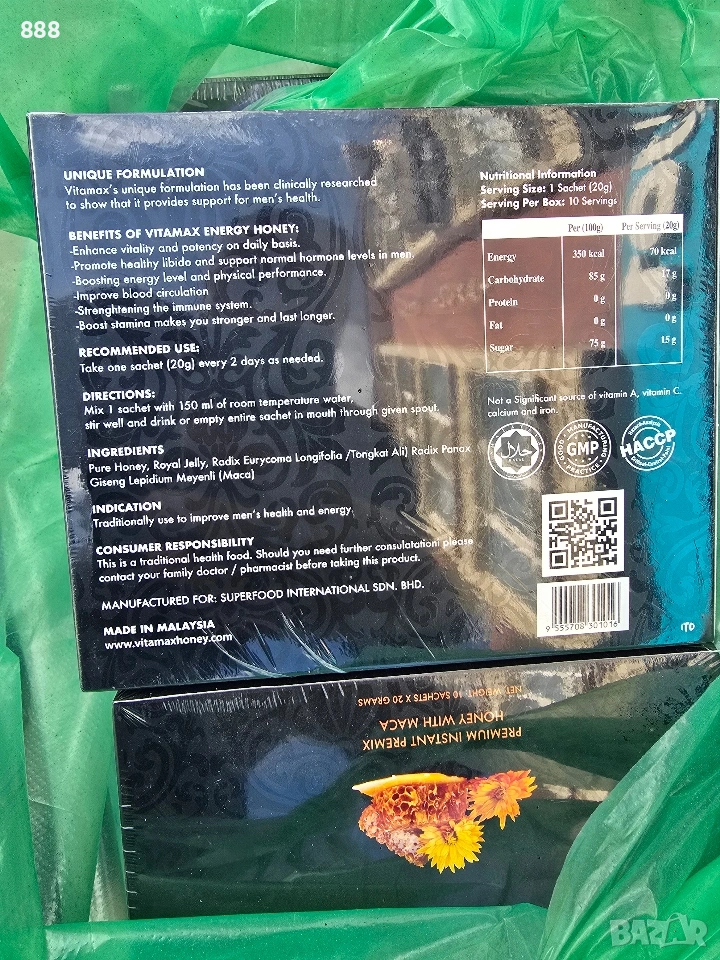 888
UNIQUE FORMULATION
Vitamax's unique formulation has been clinically researched
to show that it provides support for men's health.
BENEFITS OF VITAMAX ENERGY HONEY:
-Enhance vitality and potency on daily basis.
-Promote healthy libido and support normal hormone levels in men.
-Boosting energy level and physical performance.
-Improve blood circulation
-Strenghtening the immune system.
-Boost stamina makes you stronger and last longer.
RECOMMENDED USE:
Take one sachet (20g) every 2 days as needed.
DIRECTIONS:
Mix 1 sachet with 150 ml of room temperature water,
stir well and drink or empty entire sachet in mouth through given spout.
INGREDIENTS
Pure Honey, Royal Jelly, Radix Eurycoma Longifolia /Tongkat Ali) Radix Panax
Giseng Lepidium Meyenli (Maca)
INDICATION
Traditionally use to improve men's health and energy.
CONSUMER RESPONSIBILITY
This is a traditional health food. Should you need further consulatation please
contact your family doctor / pharmacist before taking this product.
MANUFACTURED FOR: SUPERFOOD INTERNATIONAL SDN. BHD.
MADE IN MALAYSIA
www.vitamaxhoney.com
Nutritional Information
Serving Size: 1 Sachet (20g)
Serving Per Box: 10 Servings
Per (100g) Per Serving (20g)
Energy 350 kcal 70 kcal
Carbohydrate 85 g 17 g
Protein 0 g 0 g
Fat 0 g 0 g
Sugar 75 g 15 g
Not a Significant source of vitamin A, vitamin C,
calcium and iron.
حلال
HALAL
GOOD MANUFACTURING
GMP
PRACTICE
HACCP
9 555708 301016
ITO
PREMIUM INSTANT PREMIX
HONEY WITH MACA
NET. WEIGHT: 10 SACHETS X 20 GRAMS
BAZAR